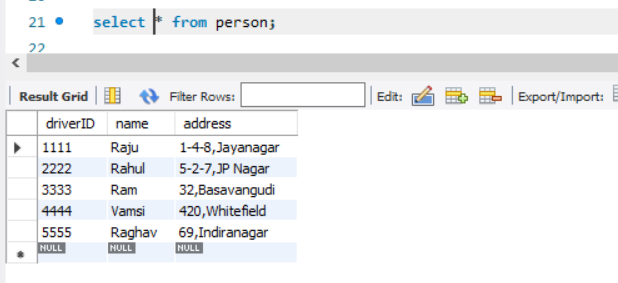 21 select * from person;
22
Result Grid Filter Rows: Edit: Export/Import:
driverID name address
1111 Raju 1-4-8,Jayanagar
2222 Rahul 5-2-7,JP Nagar
3333 Ram 32,Basavangudi
4444 Vamsi 420,Whitefield
5555 Raghav 69,Indiranagar
NULL NULL NULL